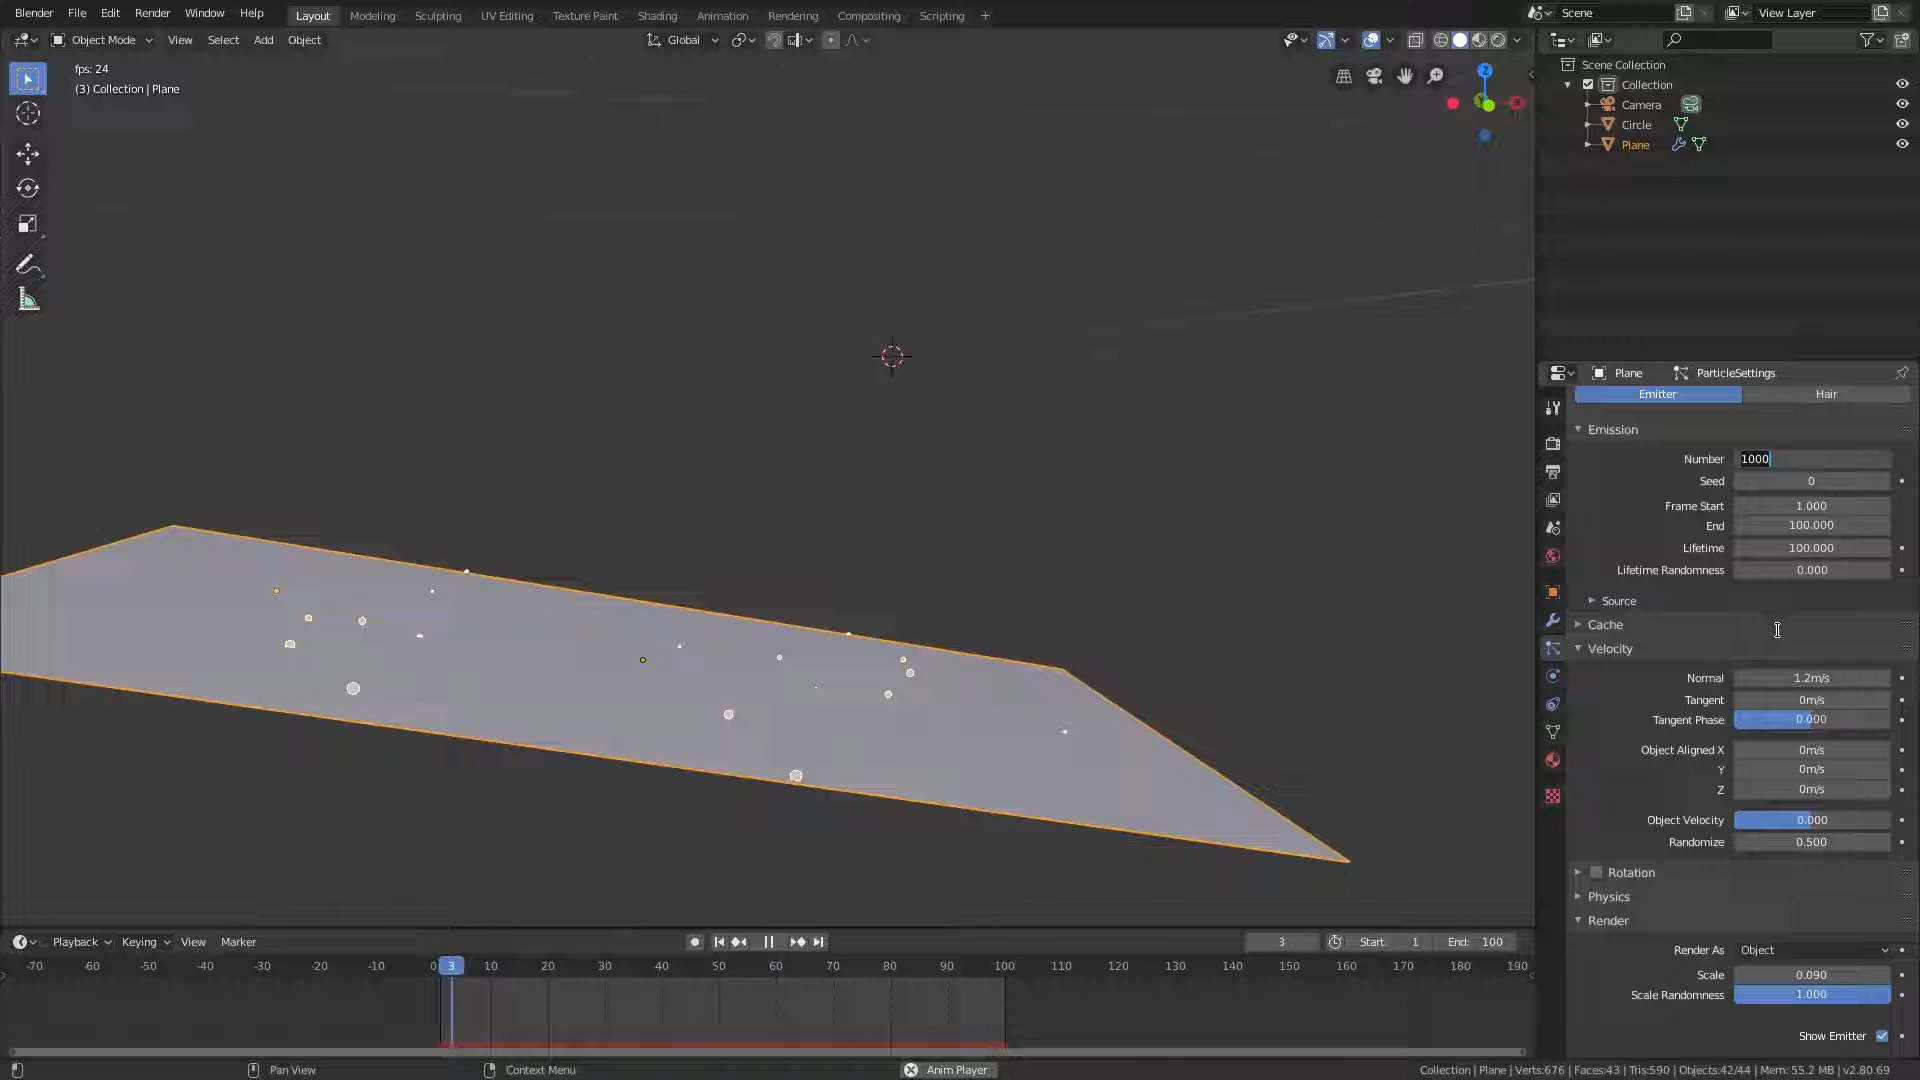 Blender File Edit Render Window Help Layout Modeling Sculpting UV Editing Texture Paint Shading Animation Rendering Compositing Scripting + Scene View Layer
Object Mode View Select Add Object Global
fps: 24
(3) Collection | Plane
Z
Y
X
Scene Collection
Collection
Camera
Circle
Plane
Plane ParticleSettings
Emitter Hair
Emission
Number 1000
Seed 0
Frame Start 1.000
End 100.000
Lifetime 100.000
Lifetime Randomness 0.000
Source
Cache
Velocity
Normal 1.2m/s
Tangent 0m/s
Tangent Phase 0.000
Object Aligned X 0m/s
Y 0m/s
Z 0m/s
Object Velocity 0.000
Randomize 0.500
Rotation
Physics
Render
Render As Object
Scale 0.090
Scale Randomness 1.000
Show Emitter
Playback Keying View Marker 3 Start 1 End: 100
-70 -60 -50 -40 -30 -20 -10 0 3 10 20 30 40 50 60 70 80 90 100 110 120 130 140 150 160 170 180 190
Pan View Context Menu Anim Player Collection | Plane | Verts:676 | Faces:43 | Tris:590 | Objects:42/44 | Mem: 55.2 MB | v2.80.69